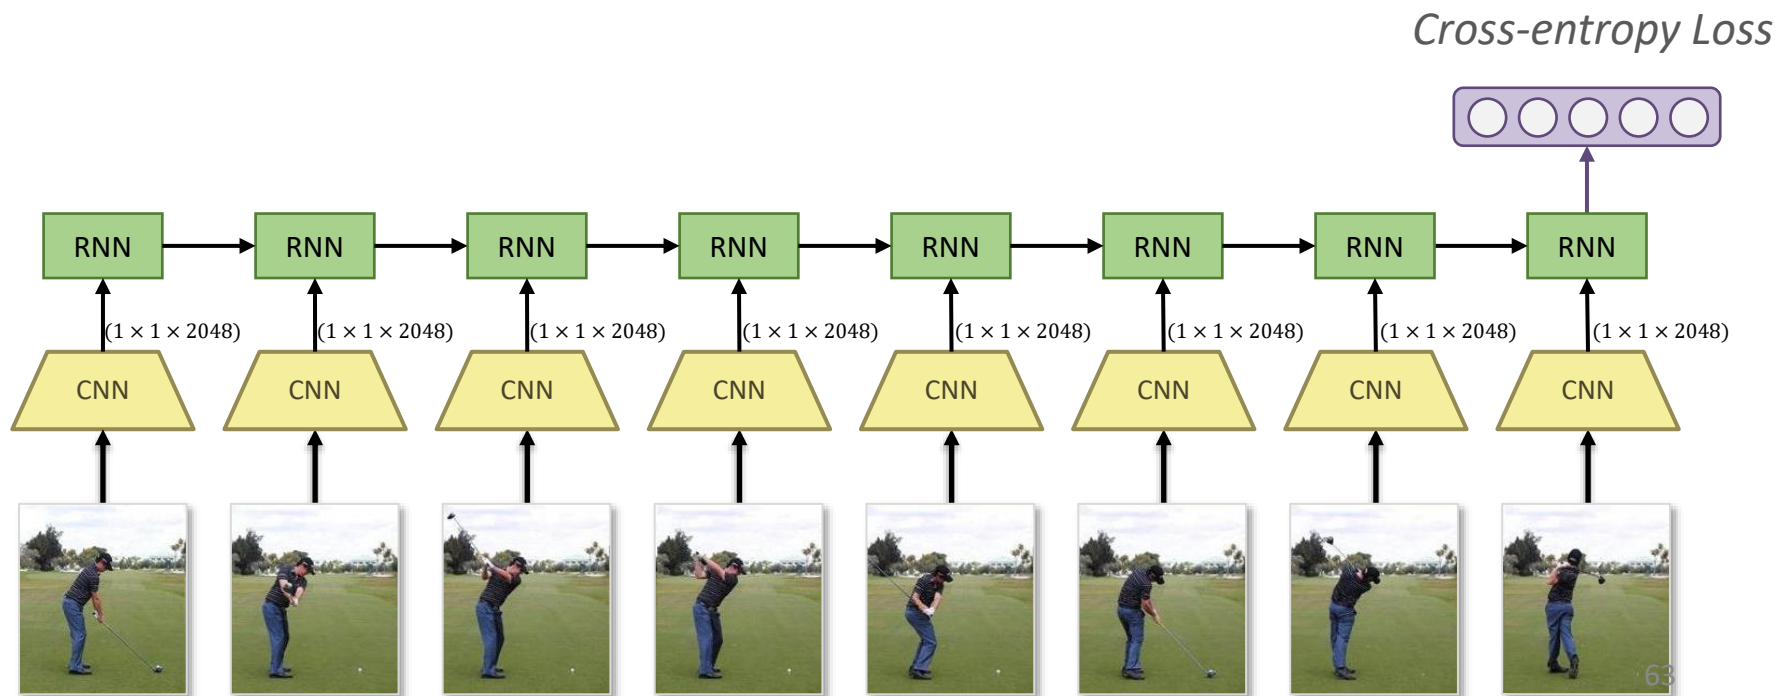 Cross-entropy Loss
RNN RNN RNN RNN RNN RNN RNN RNN
(1 × 1 × 2048) (1 × 1 × 2048) (1 × 1 × 2048) (1 × 1 × 2048) (1 × 1 × 2048) (1 × 1 × 2048) (1 × 1 × 2048) (1 × 1 × 2048)
CNN CNN CNN CNN CNN CNN CNN CNN
63